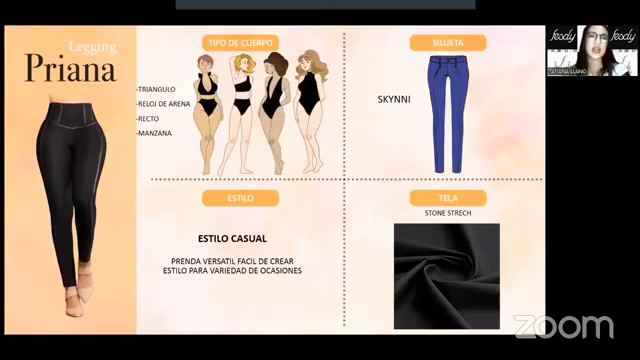 Legging
Priana
TIPO DE CUERPO
-TRIANGULO
-RELOJ DE ARENA
-RECTO
-MANZANA
SILUETA
SKYNNI
ESTILO
ESTILO CASUAL
PRENDA VERSATIL FACIL DE CREAR
ESTILO PARA VARIEDAD DE OCASIONES
TELA
STONE STRECH
TATIANA LLANO
zoom